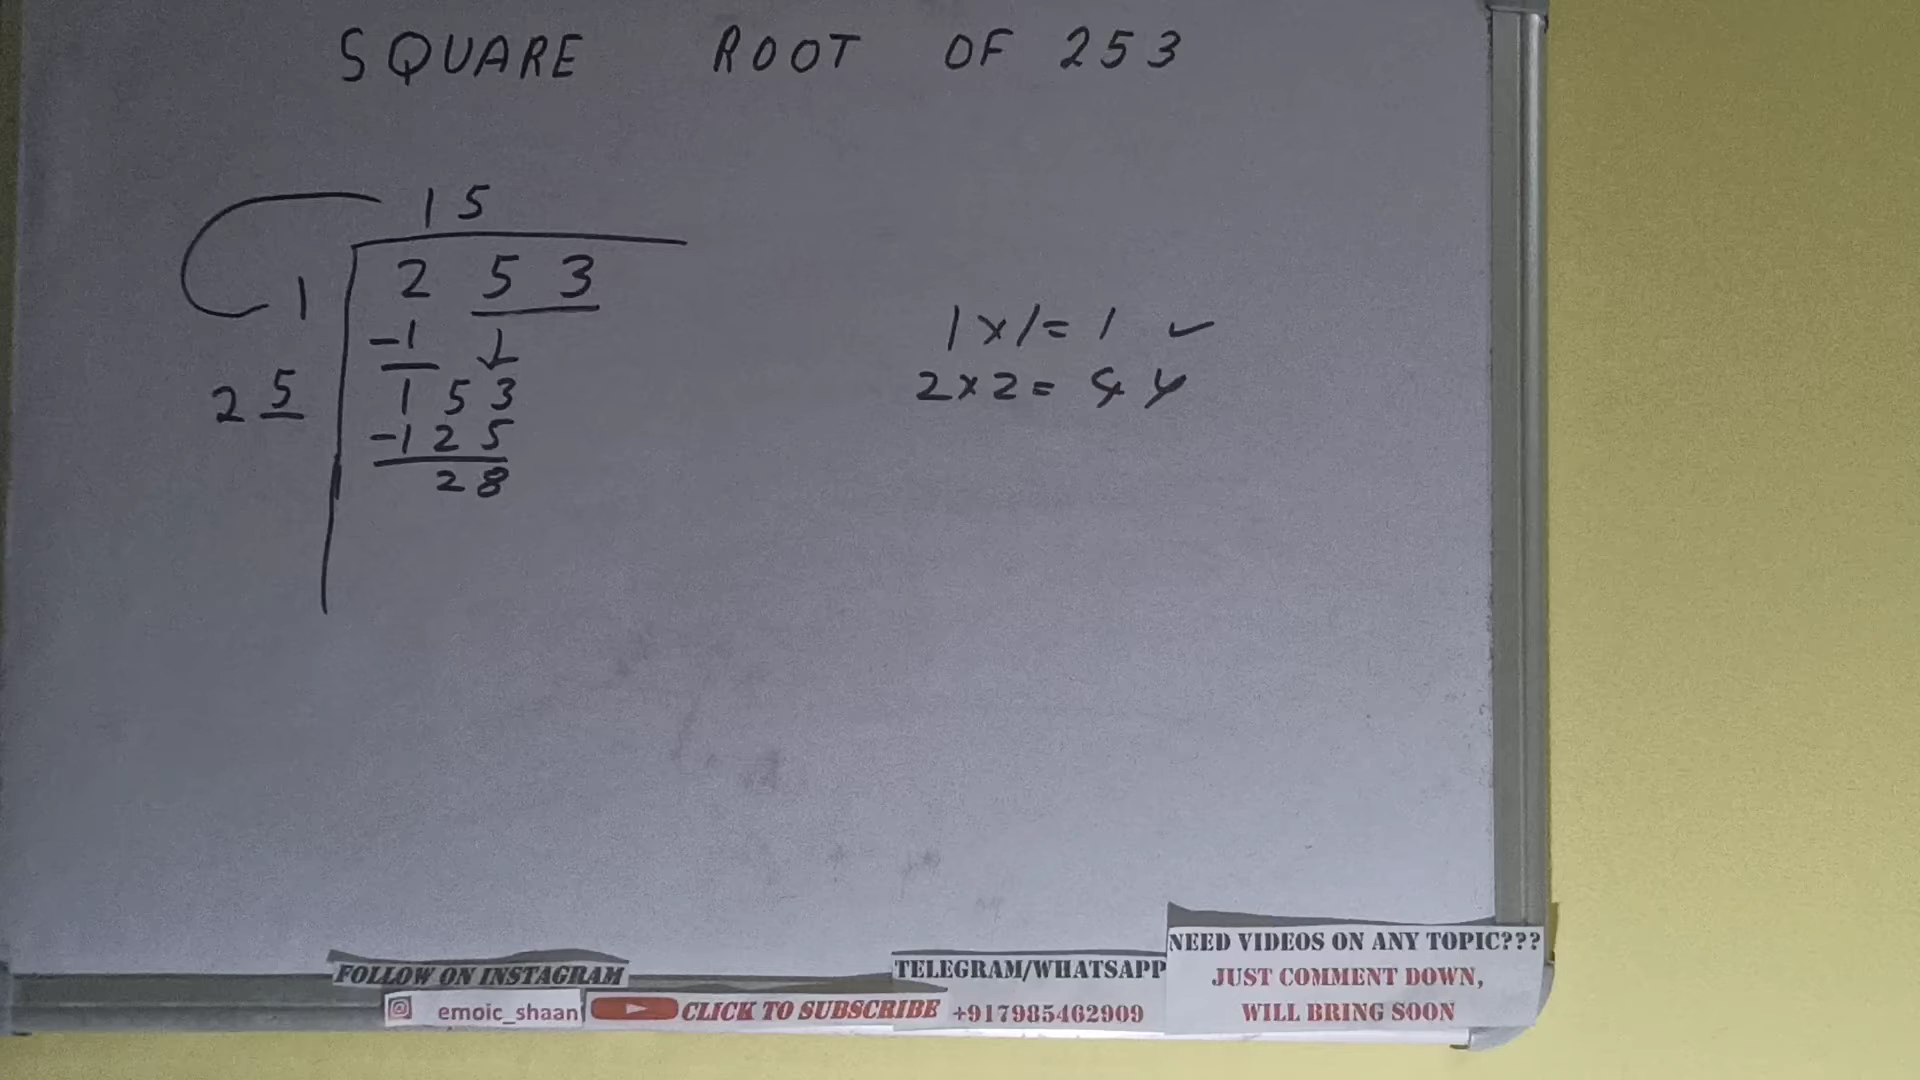 SQUARE ROOT OF 253
15
1 2 5 3
-1
1 5 3
2 5
-1 2 5
2 8
1 x 1 = 1 ✓
2 x 2 = 4
FOLLOW ON INSTAGRAM
emoic_shaan
CLICK TO SUBSCRIBE
TELEGRAM/WHATSAPP
+917985462909
NEED VIDEOS ON ANY TOPIC???
JUST COMMENT DOWN,
WILL BRING SOON